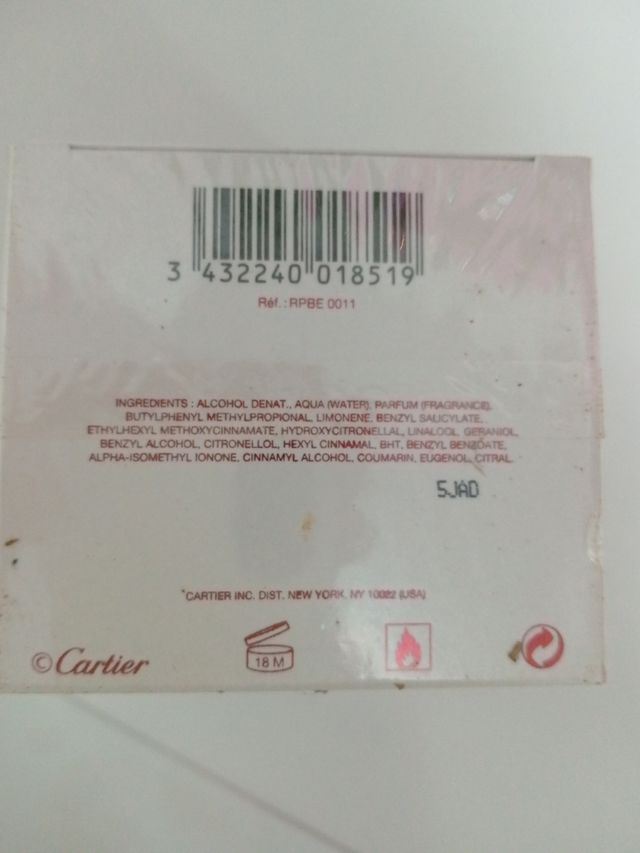 3 432240 018519
Réf. : RPBE 0011
INGREDIENTS : ALCOHOL DENAT., AQUA (WATER), PARFUM (FRAGRANCE),
BUTYLPHENYL METHYLPROPIONAL, LIMONENE, BENZYL SALICYLATE,
ETHYLHEXYL METHOXYCINNAMATE, HYDROXYCITRONELLAL, LINALOOL, GERANIOL,
BENZYL ALCOHOL, CITRONELLOL, HEXYL CINNAMAL, BHT, BENZYL BENZOATE,
ALPHA-ISOMETHYL IONONE, CINNAMYL ALCOHOL, COUMARIN, EUGENOL, CITRAL.
5JAD
*CARTIER INC. DIST. NEW YORK, NY 10022 (USA)
© Cartier
18 M